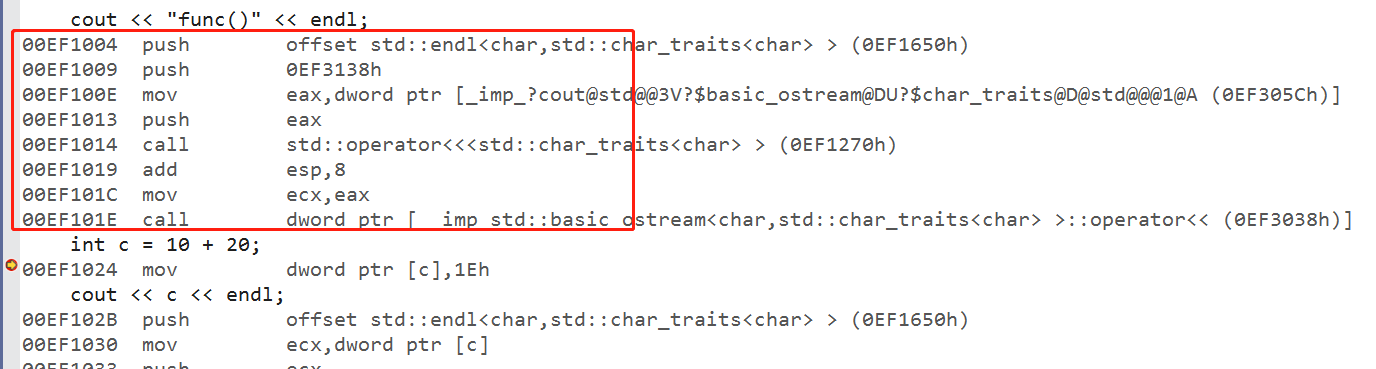 cout << "func()" << endl;
00EF1004 push offset std::endl<char,std::char_traits<char> > (0EF1650h)
00EF1009 push 0EF3138h
00EF100E mov eax,dword ptr [_imp_?cout@std@@3V?$basic_ostream@DU?$char_traits@D@std@@@1@A (0EF305Ch)]
00EF1013 push eax
00EF1014 call std::operator<<<std::char_traits<char> > (0EF1270h)
00EF1019 add esp,8
00EF101C mov ecx,eax
00EF101E call dword ptr [__imp_std::basic_ostream<char,std::char_traits<char> >::operator<< (0EF3038h)]
int c = 10 + 20;
00EF1024 mov dword ptr [c],1Eh
cout << c << endl;
00EF102B push offset std::endl<char,std::char_traits<char> > (0EF1650h)
00EF1030 mov ecx,dword ptr [c]
00EF1033 push ecx